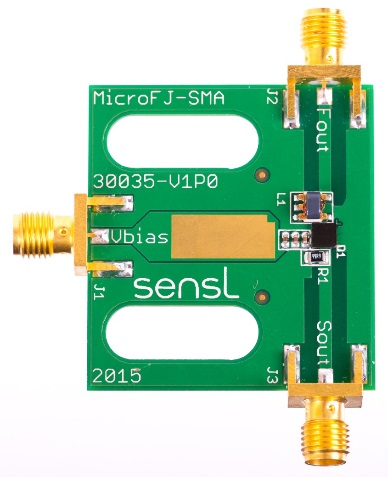 MicroFJ-SMA
J2
Fout
30035-V1P0
L1
Vbias
D1
R1
J1
sensl
Sout
J3
2015